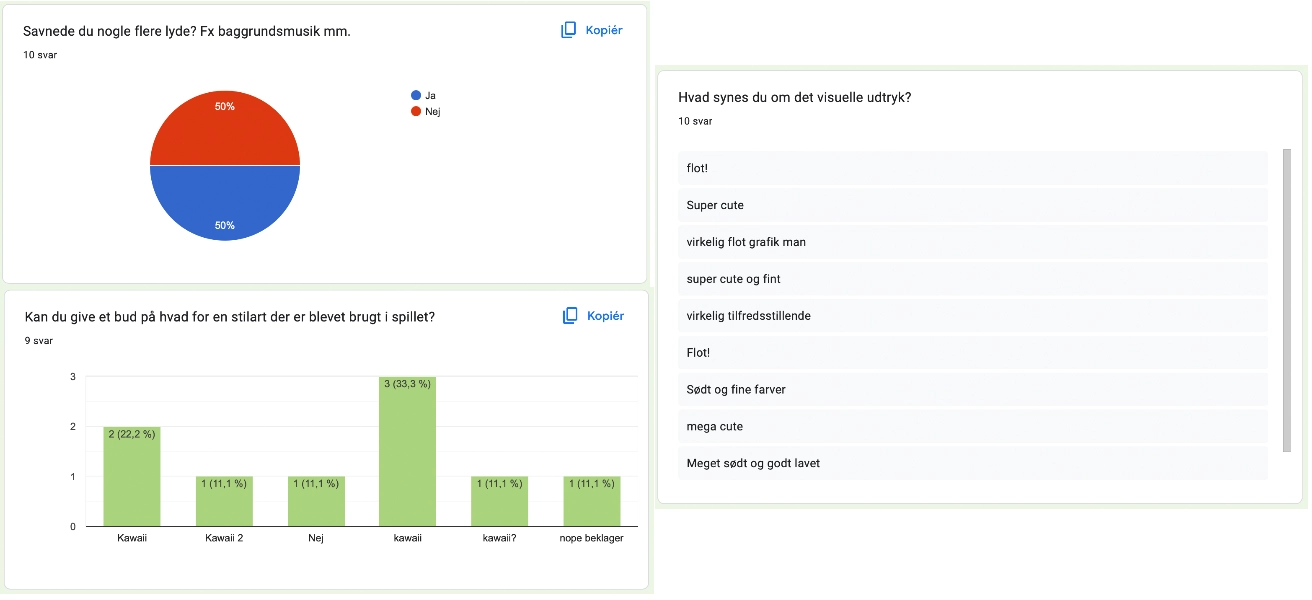 Savnede du nogle flere lyde? Fx baggrundsmusik mm.
Kopiér
10 svar
50%
50%
Ja
Nej
Kan du give et bud på hvad for en stilart der er blevet brugt i spillet?
Kopiér
9 svar
3
2
1
0
2 (22,2 %)
1 (11,1 %)
1 (11,1 %)
3 (33,3 %)
1 (11,1 %)
1 (11,1 %)
Kawaii
Kawaii 2
Nej
kawaii
kawaii?
nope beklager
Hvad synes du om det visuelle udtryk?
10 svar
flot!
Super cute
virkelig flot grafik man
super cute og fint
virkelig tilfredsstillende
Flot!
Sødt og fine farver
mega cute
Meget sødt og godt lavet